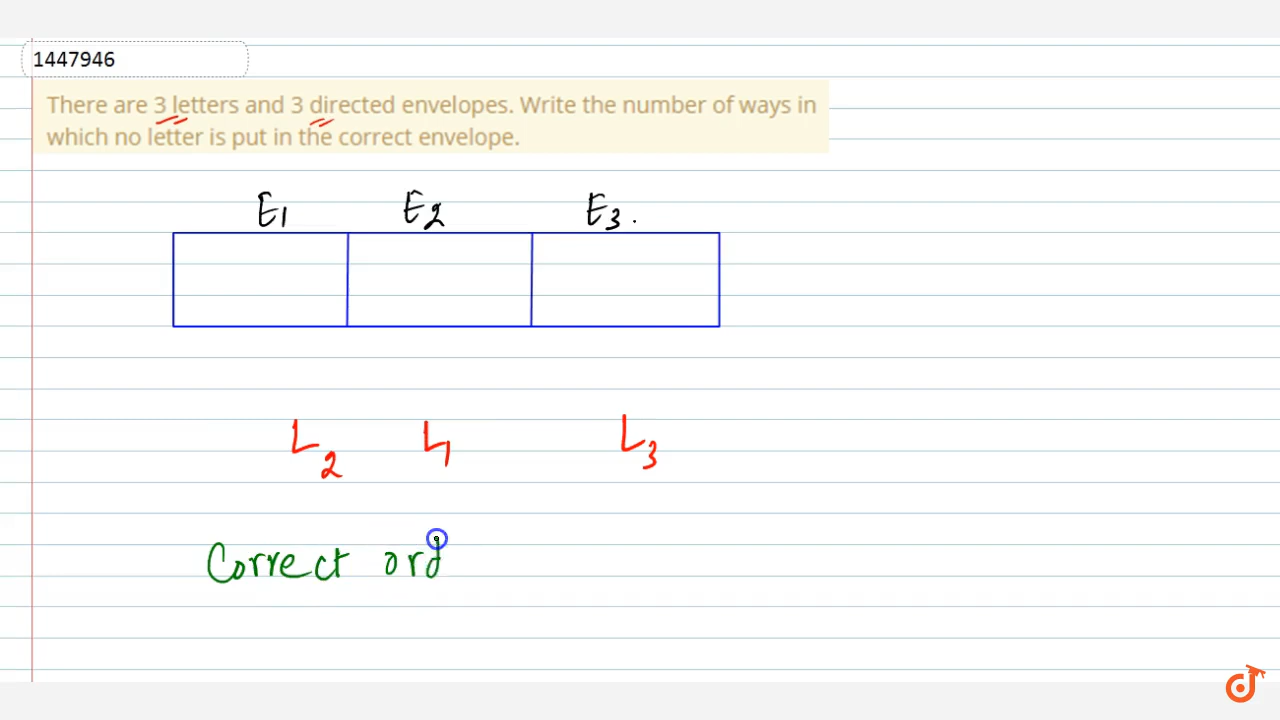 1447946
There are 3 letters and 3 directed envelopes. Write the number of ways in
which no letter is put in the correct envelope.
E1 E2 E3.
L2 L1 L3
Correct ord